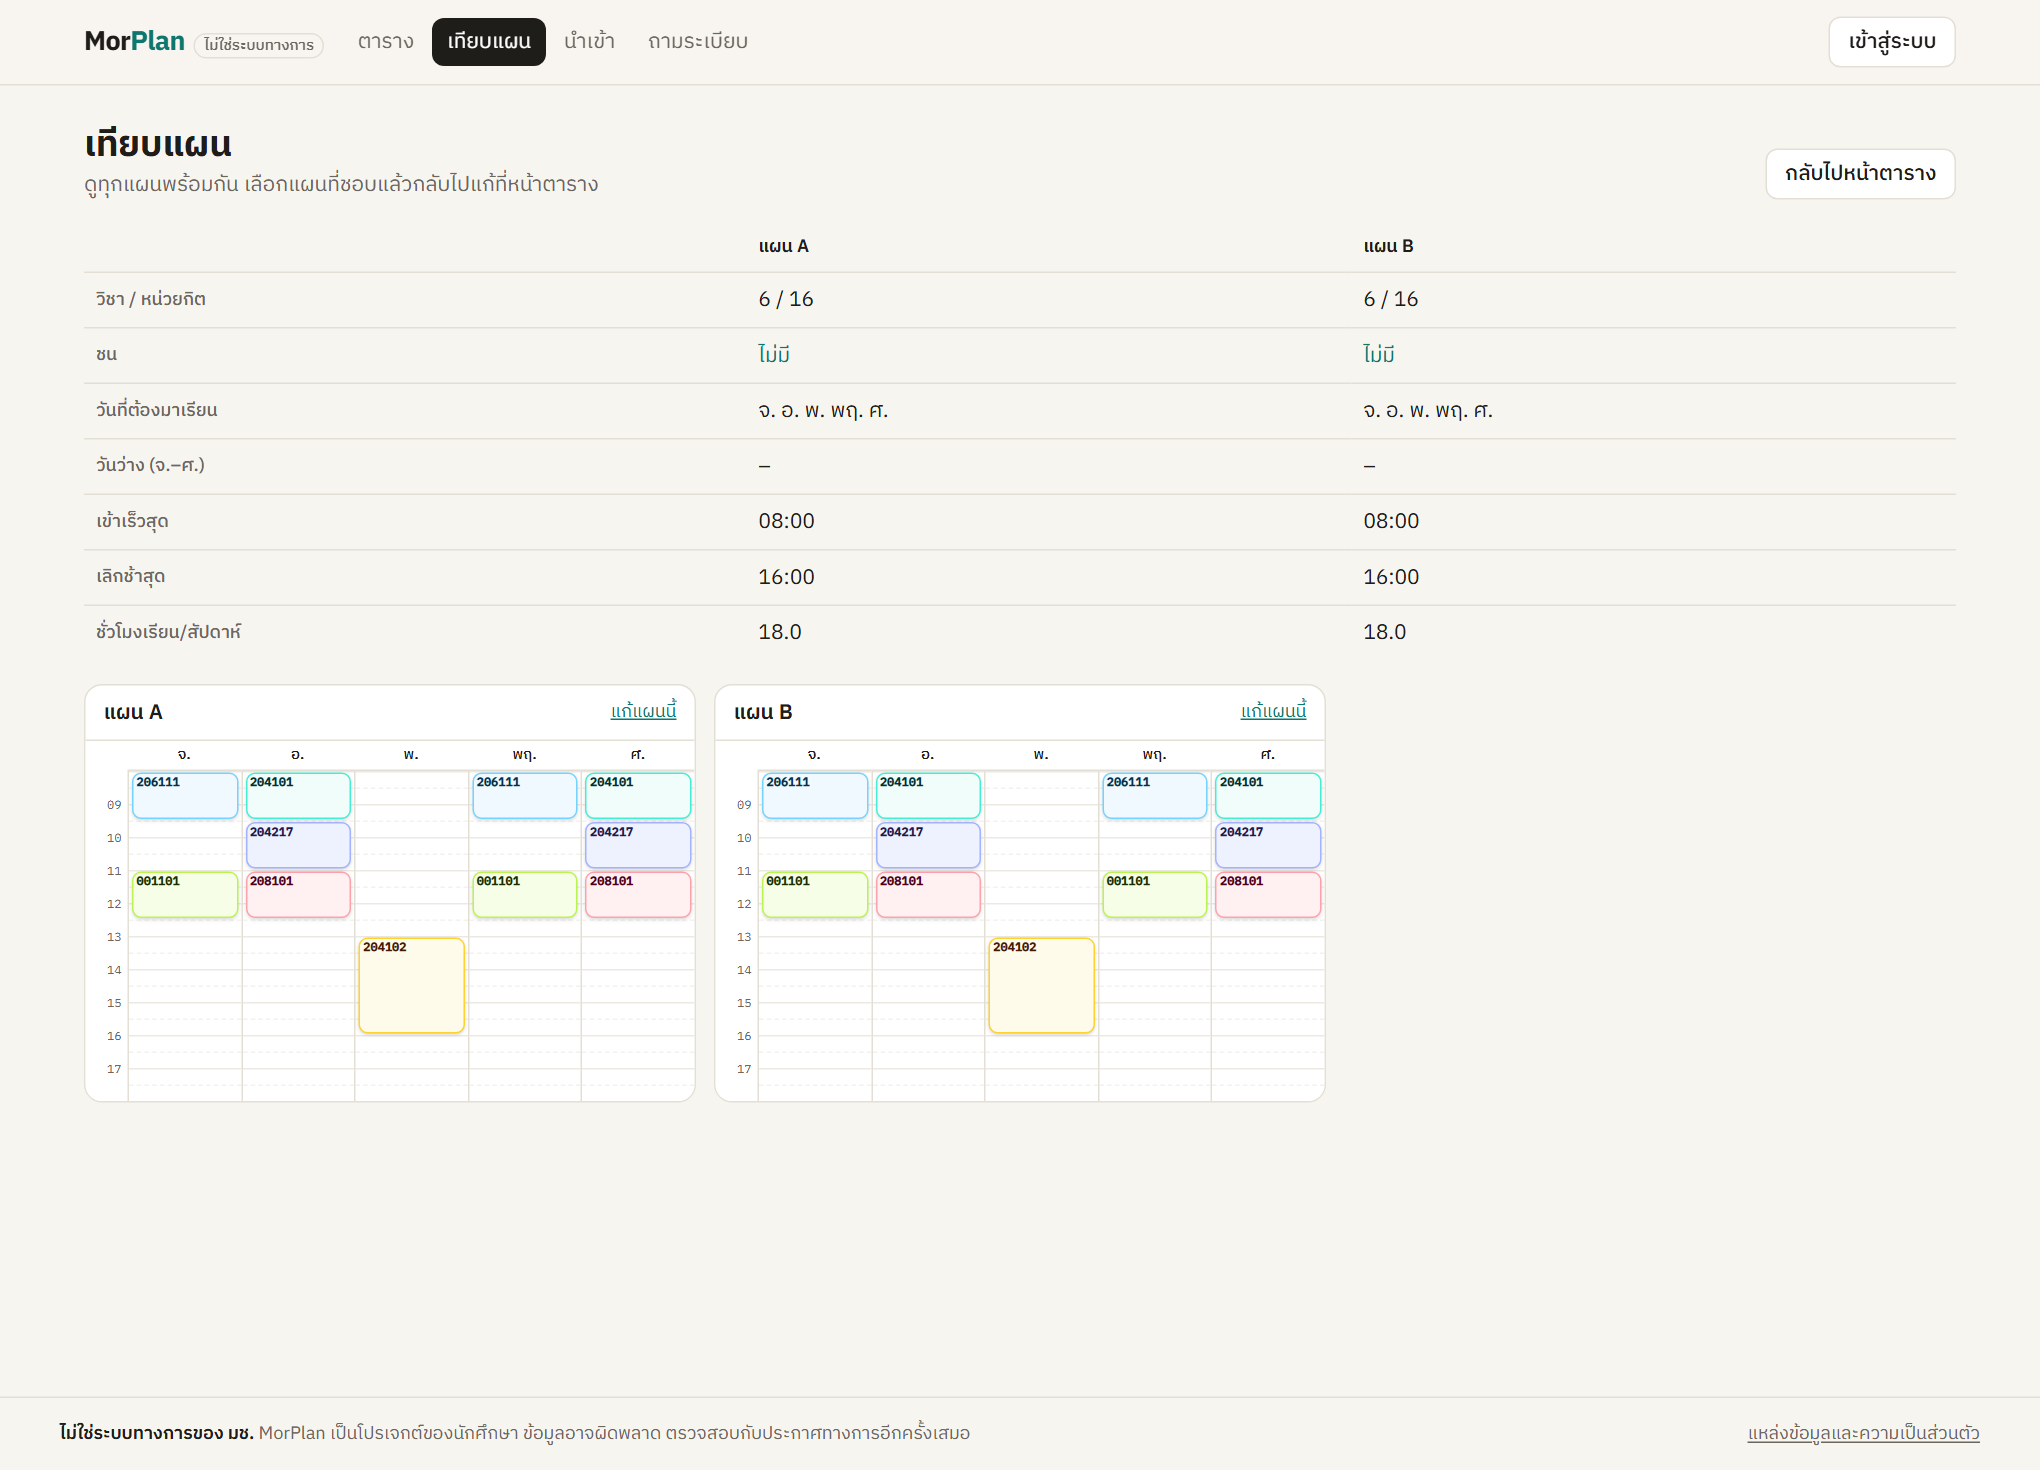 MorPlan ไม่ใช่ระบบทางการ ตาราง เทียบแผน นำเข้า ถามระเบียบ เข้าสู่ระบบ
เทียบแผน
ดูทุกแผนพร้อมกัน เลือกแผนที่ชอบแล้วกลับไปแก้ที่หน้าตาราง
กลับไปหน้าตาราง
แผน A แผน B
วิชา / หน่วยกิต 6 / 16 6 / 16
ชน ไม่มี ไม่มี
วันที่ต้องมาเรียน จ. อ. พ. พฤ. ศ. จ. อ. พ. พฤ. ศ.
วันว่าง (จ.–ศ.) – –
เข้าเร็วสุด 08:00 08:00
เลิกช้าสุด 16:00 16:00
ชั่วโมงเรียน/สัปดาห์ 18.0 18.0
แผน A แก้แผนนี้
จ. อ. พ. พฤ. ศ.
206111 204101 206111 204101
09
204217 204217
10
11
001101 208101 001101 208101
12
13
204102
14
15
16
17
แผน B แก้แผนนี้
จ. อ. พ. พฤ. ศ.
206111 204101 206111 204101
09
204217 204217
10
11
001101 208101 001101 208101
12
13
204102
14
15
16
17
ไม่ใช่ระบบทางการของ มช. MorPlan เป็นโปรเจกต์ของนักศึกษา ข้อมูลอาจผิดพลาด ตรวจสอบกับประกาศทางการอีกครั้งเสมอ
แหล่งข้อมูลและความเป็นส่วนตัว